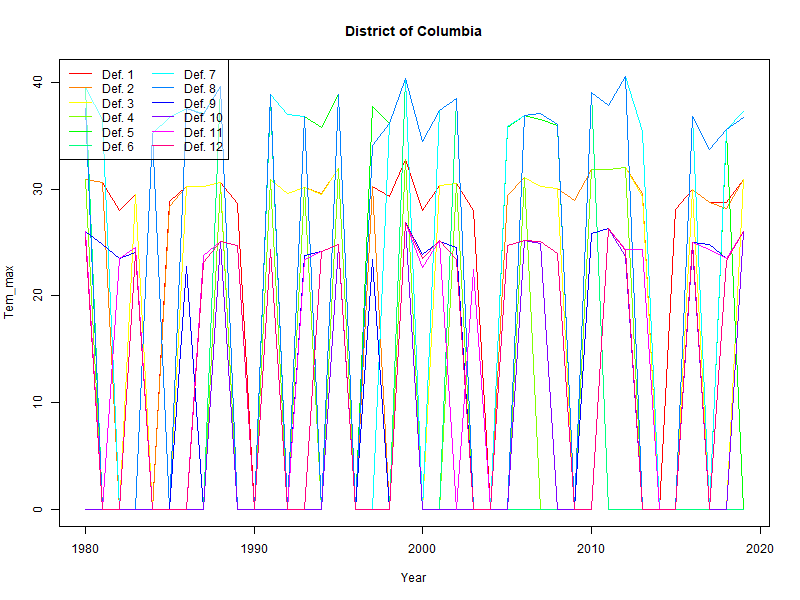 District of Columbia
Def. 1 Def. 7
Def. 2 Def. 8
Def. 3 Def. 9
Def. 4 Def. 10
Def. 5 Def. 11
Def. 6 Def. 12
40
30
20
10
0
Tem_max
1980 1990 2000 2010 2020
Year